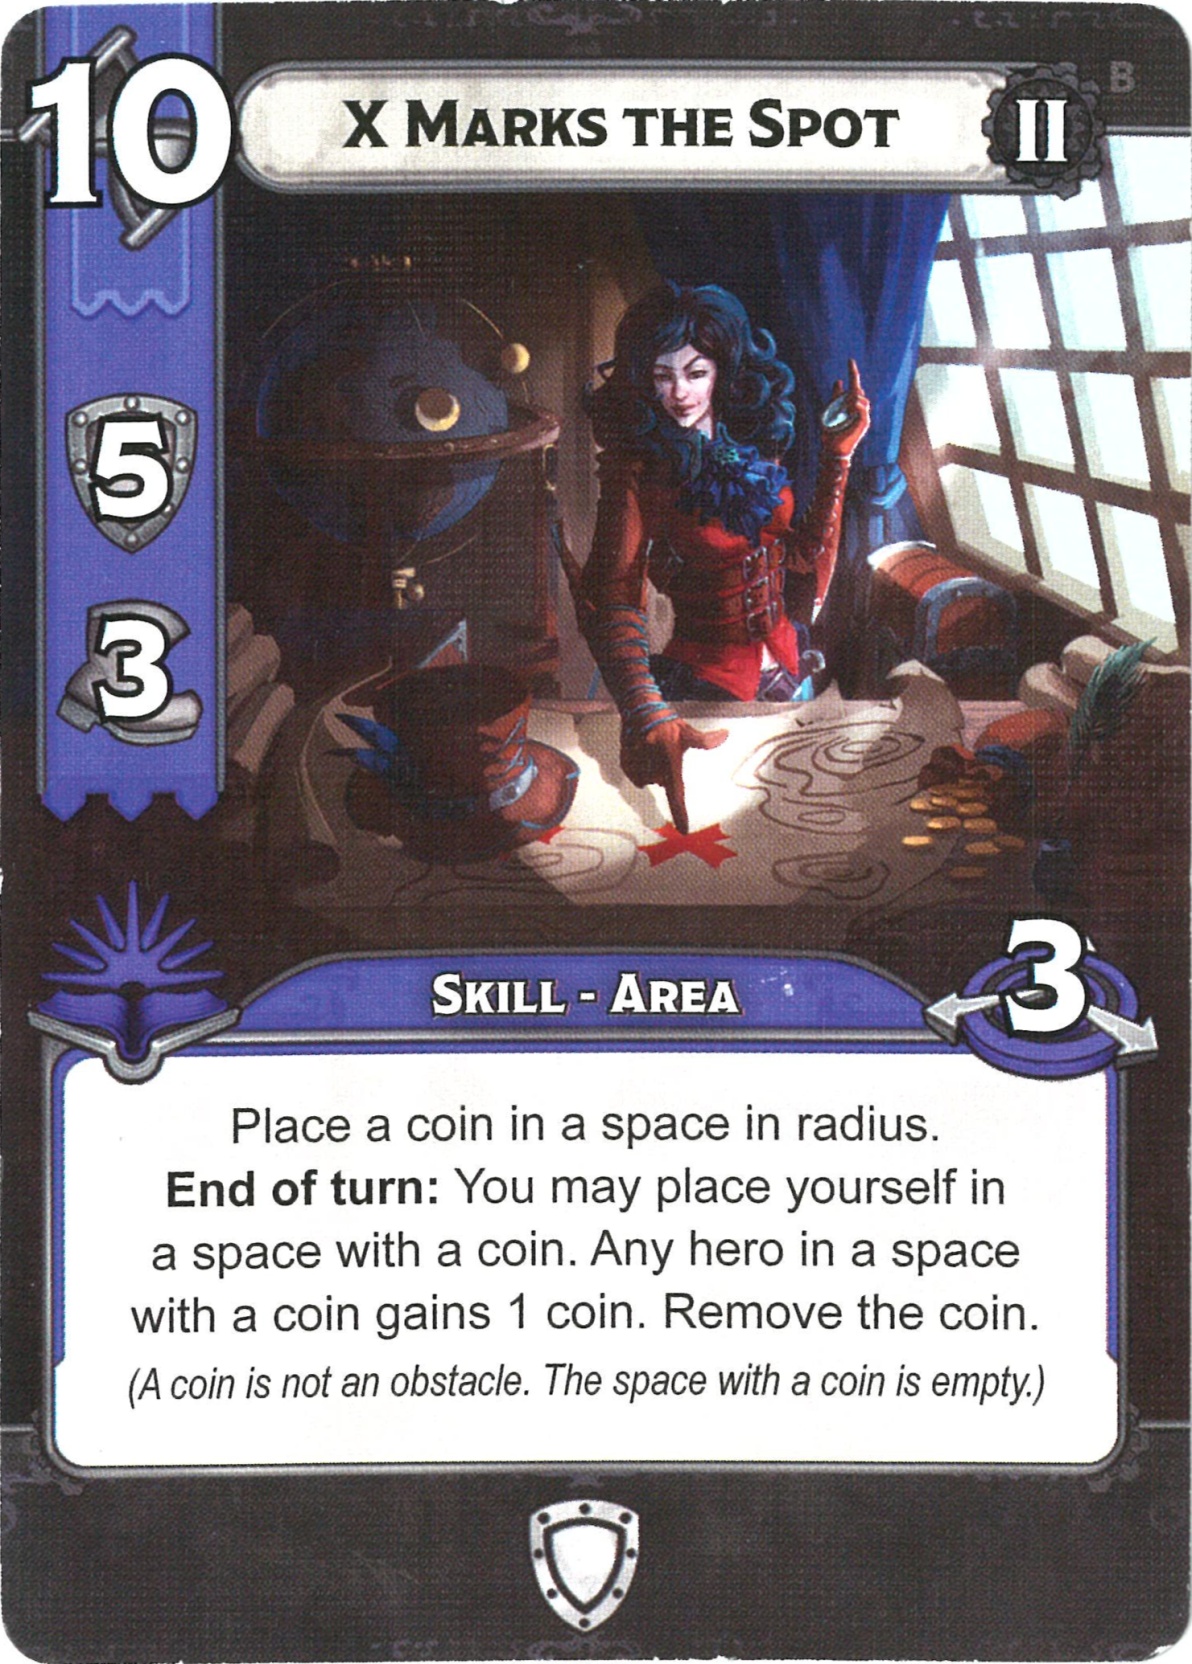 10
X Marks the Spot
II
B
5
3
Skill - Area
3
Place a coin in a space in radius.
End of turn: You may place yourself in
a space with a coin. Any hero in a space
with a coin gains 1 coin. Remove the coin.
(A coin is not an obstacle. The space with a coin is empty.)